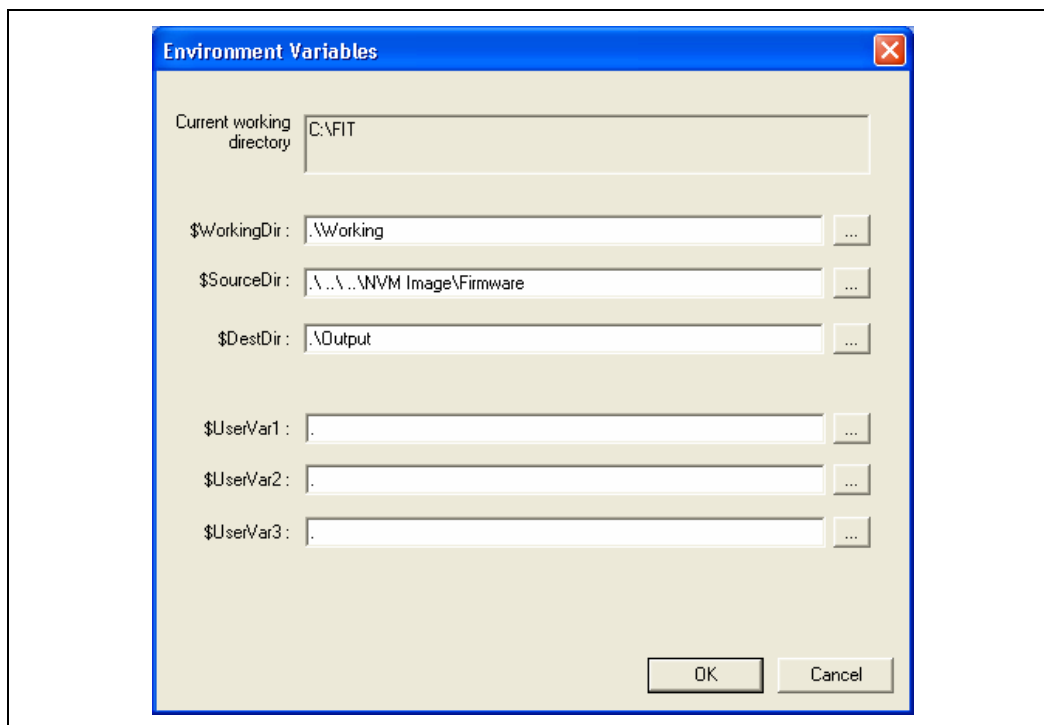 Environment Variables
Current working
directory
C:\FIT
$WorkingDir : .\Working ...
$SourceDir : .\ ..\ ..\NVM Image\Firmware ...
$DestDir : .\Output ...
$UserVar1 : . ...
$UserVar2 : . ...
$UserVar3 : . ...
OK Cancel